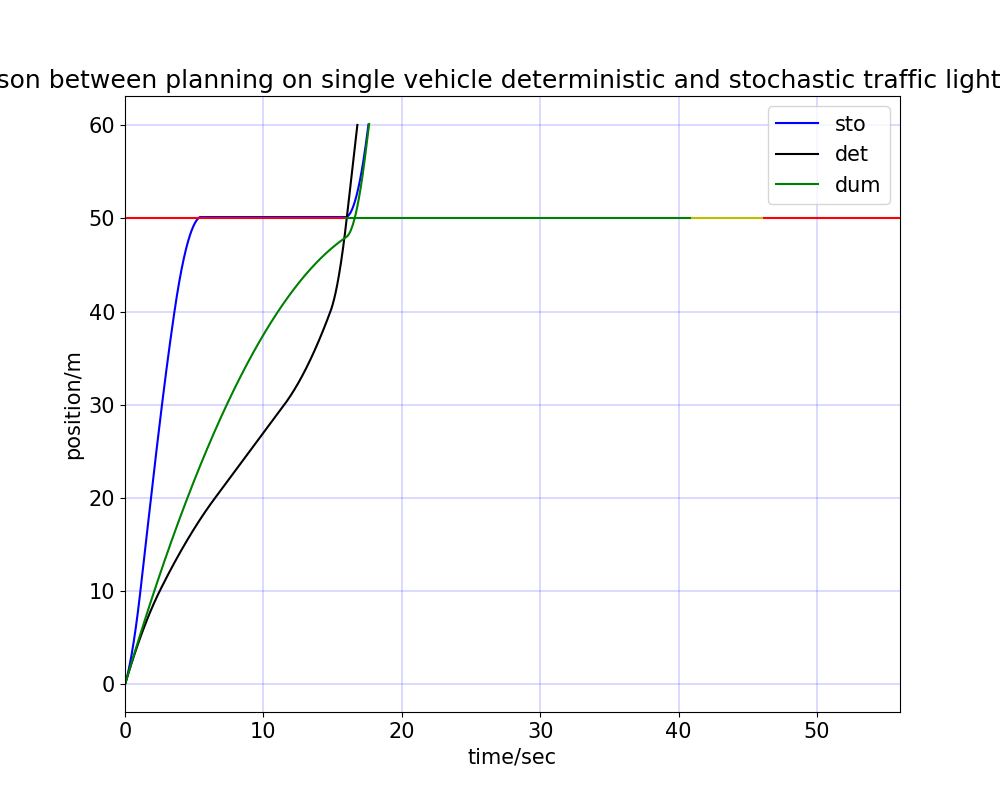 son between planning on single vehicle deterministic and stochastic traffic light
60
50
40
30
20
10
0
position/m
sto
det
dum
0 10 20 30 40 50
time/sec